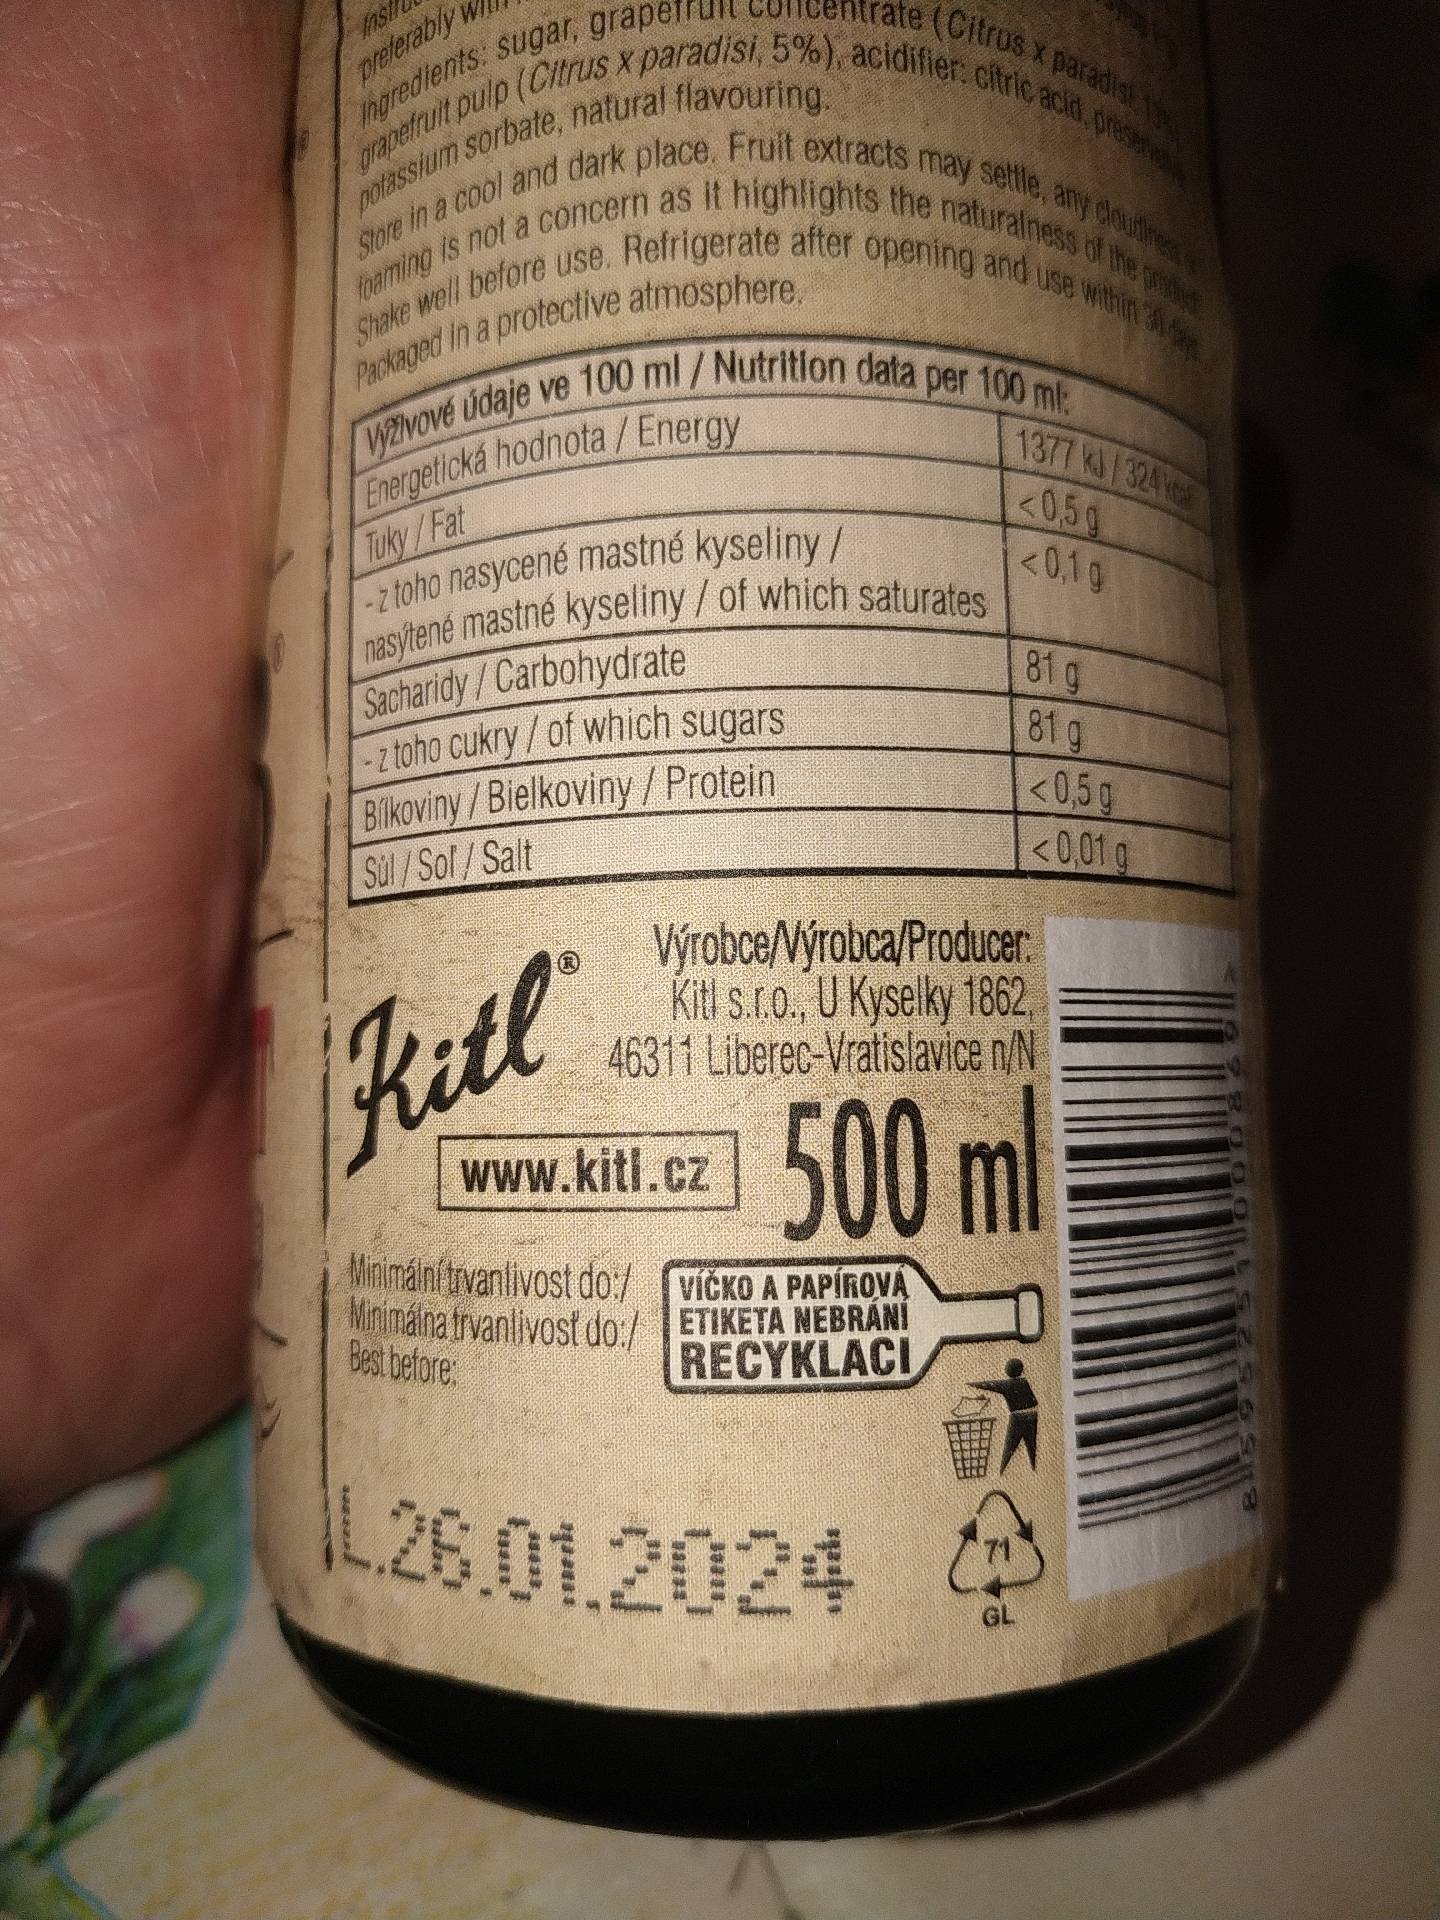 preferably
Ingredients: sugar, grapefruit concentrate (Citrus x paradisi,
grapefruit pulp (Citrus x paradisi, 5%), acidifier: citric acid,
potassium sorbate, natural flavouring.
Store in a cool and dark place. Fruit extracts may settle, any cloudiness
foaming is not a concern as it highlights the naturalness of the product.
Shake well before use. Refrigerate after opening and use within 30 days.
Packaged in a protective atmosphere.
Výživové údaje ve 100 ml / Nutrition data per 100 ml:
Energetická hodnota / Energy 1377 kJ / 324 kcal
Tuky / Fat <0,5 g
- z toho nasycené mastné kyseliny / <0,1 g
nasýtené mastné kyseliny / of which saturates
Sacharidy / Carbohydrate 81 g
- z toho cukry / of which sugars 81 g
Bílkoviny / Bielkoviny / Protein <0,5 g
Sůl / Soľ / Salt <0,01 g
Kitl®
Výrobce/Výrobca/Producer:
Kitl s.r.o., U Kyselky 1862,
46311 Liberec-Vratislavice n/N
www.kitl.cz
500 ml
Minimální trvanlivost do:/
Minimálna trvanlivosť do:/
Best before:
VÍČKO A PAPÍROVÁ
ETIKETA NEBRÁNÍ
RECYKLACI
71
GL
L.26.01.2024